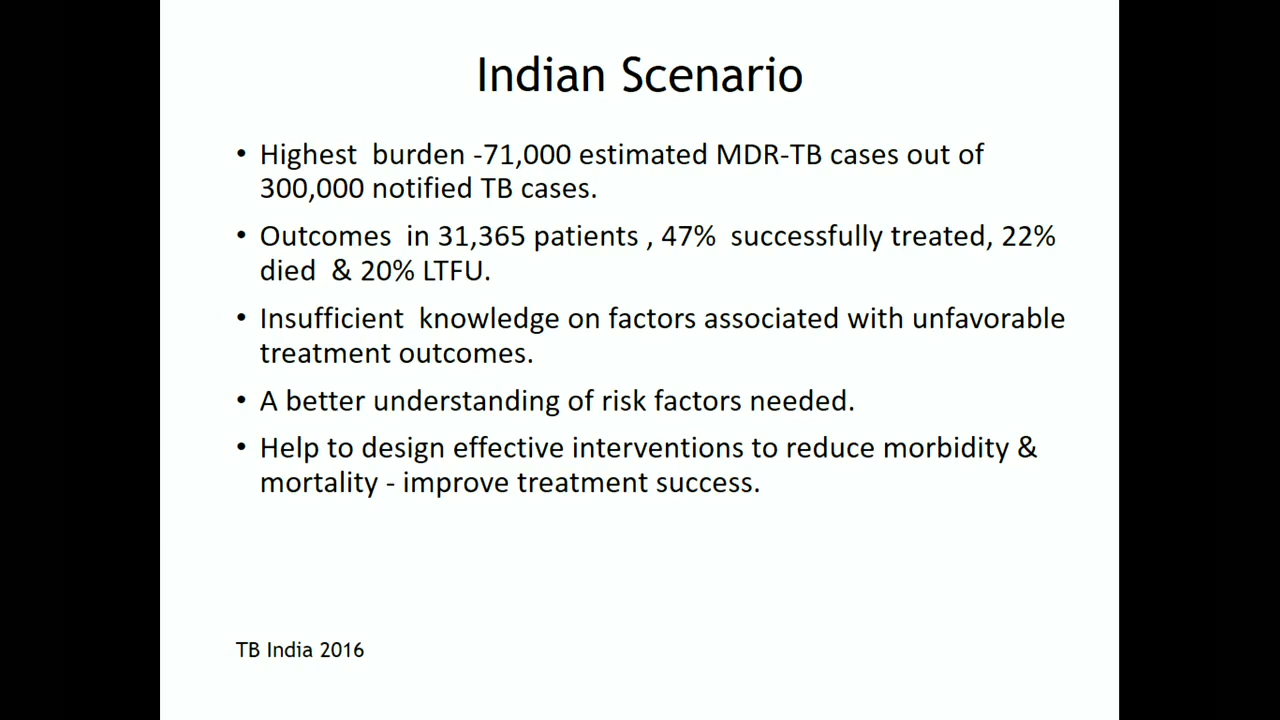 Indian Scenario
• Highest burden -71,000 estimated MDR-TB cases out of
300,000 notified TB cases.
• Outcomes in 31,365 patients , 47% successfully treated, 22%
died & 20% LTFU.
• Insufficient knowledge on factors associated with unfavorable
treatment outcomes.
• A better understanding of risk factors needed.
• Help to design effective interventions to reduce morbidity &
mortality - improve treatment success.
TB India 2016